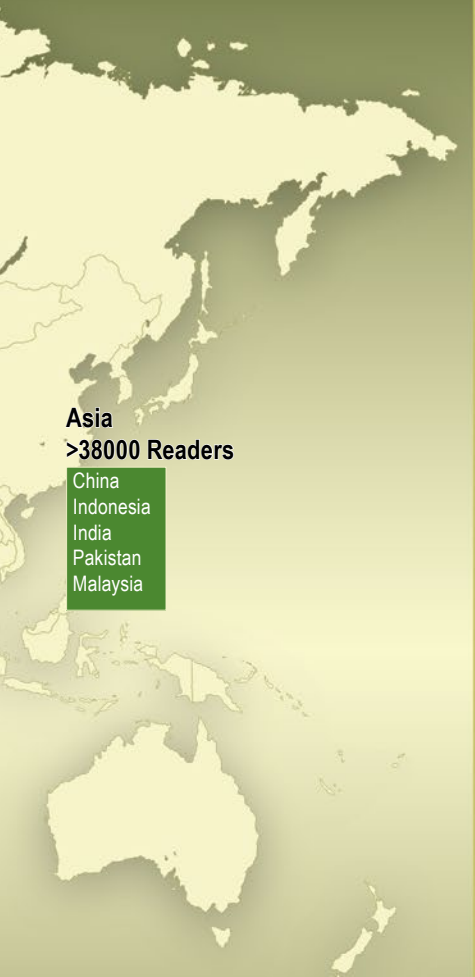 Asia
>38000 Readers
China
Indonesia
India
Pakistan
Malaysia